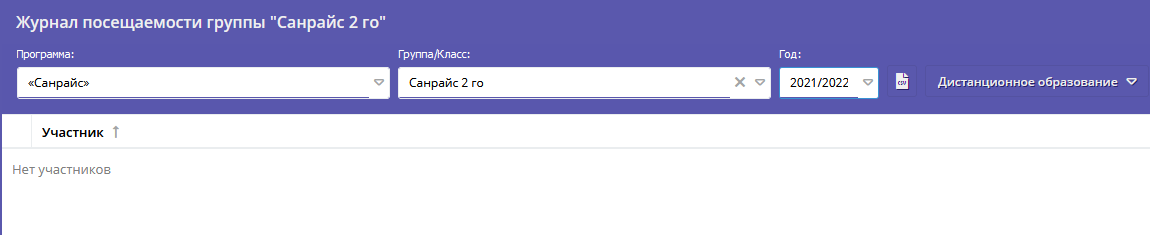 Журнал посещаемости группы "Санрайс 2 го"
Программа: Группа/Класс: Год:
«Санрайс» Санрайс 2 го 2021/2022 CSV Дистанционное образование
Участник
Нет участников